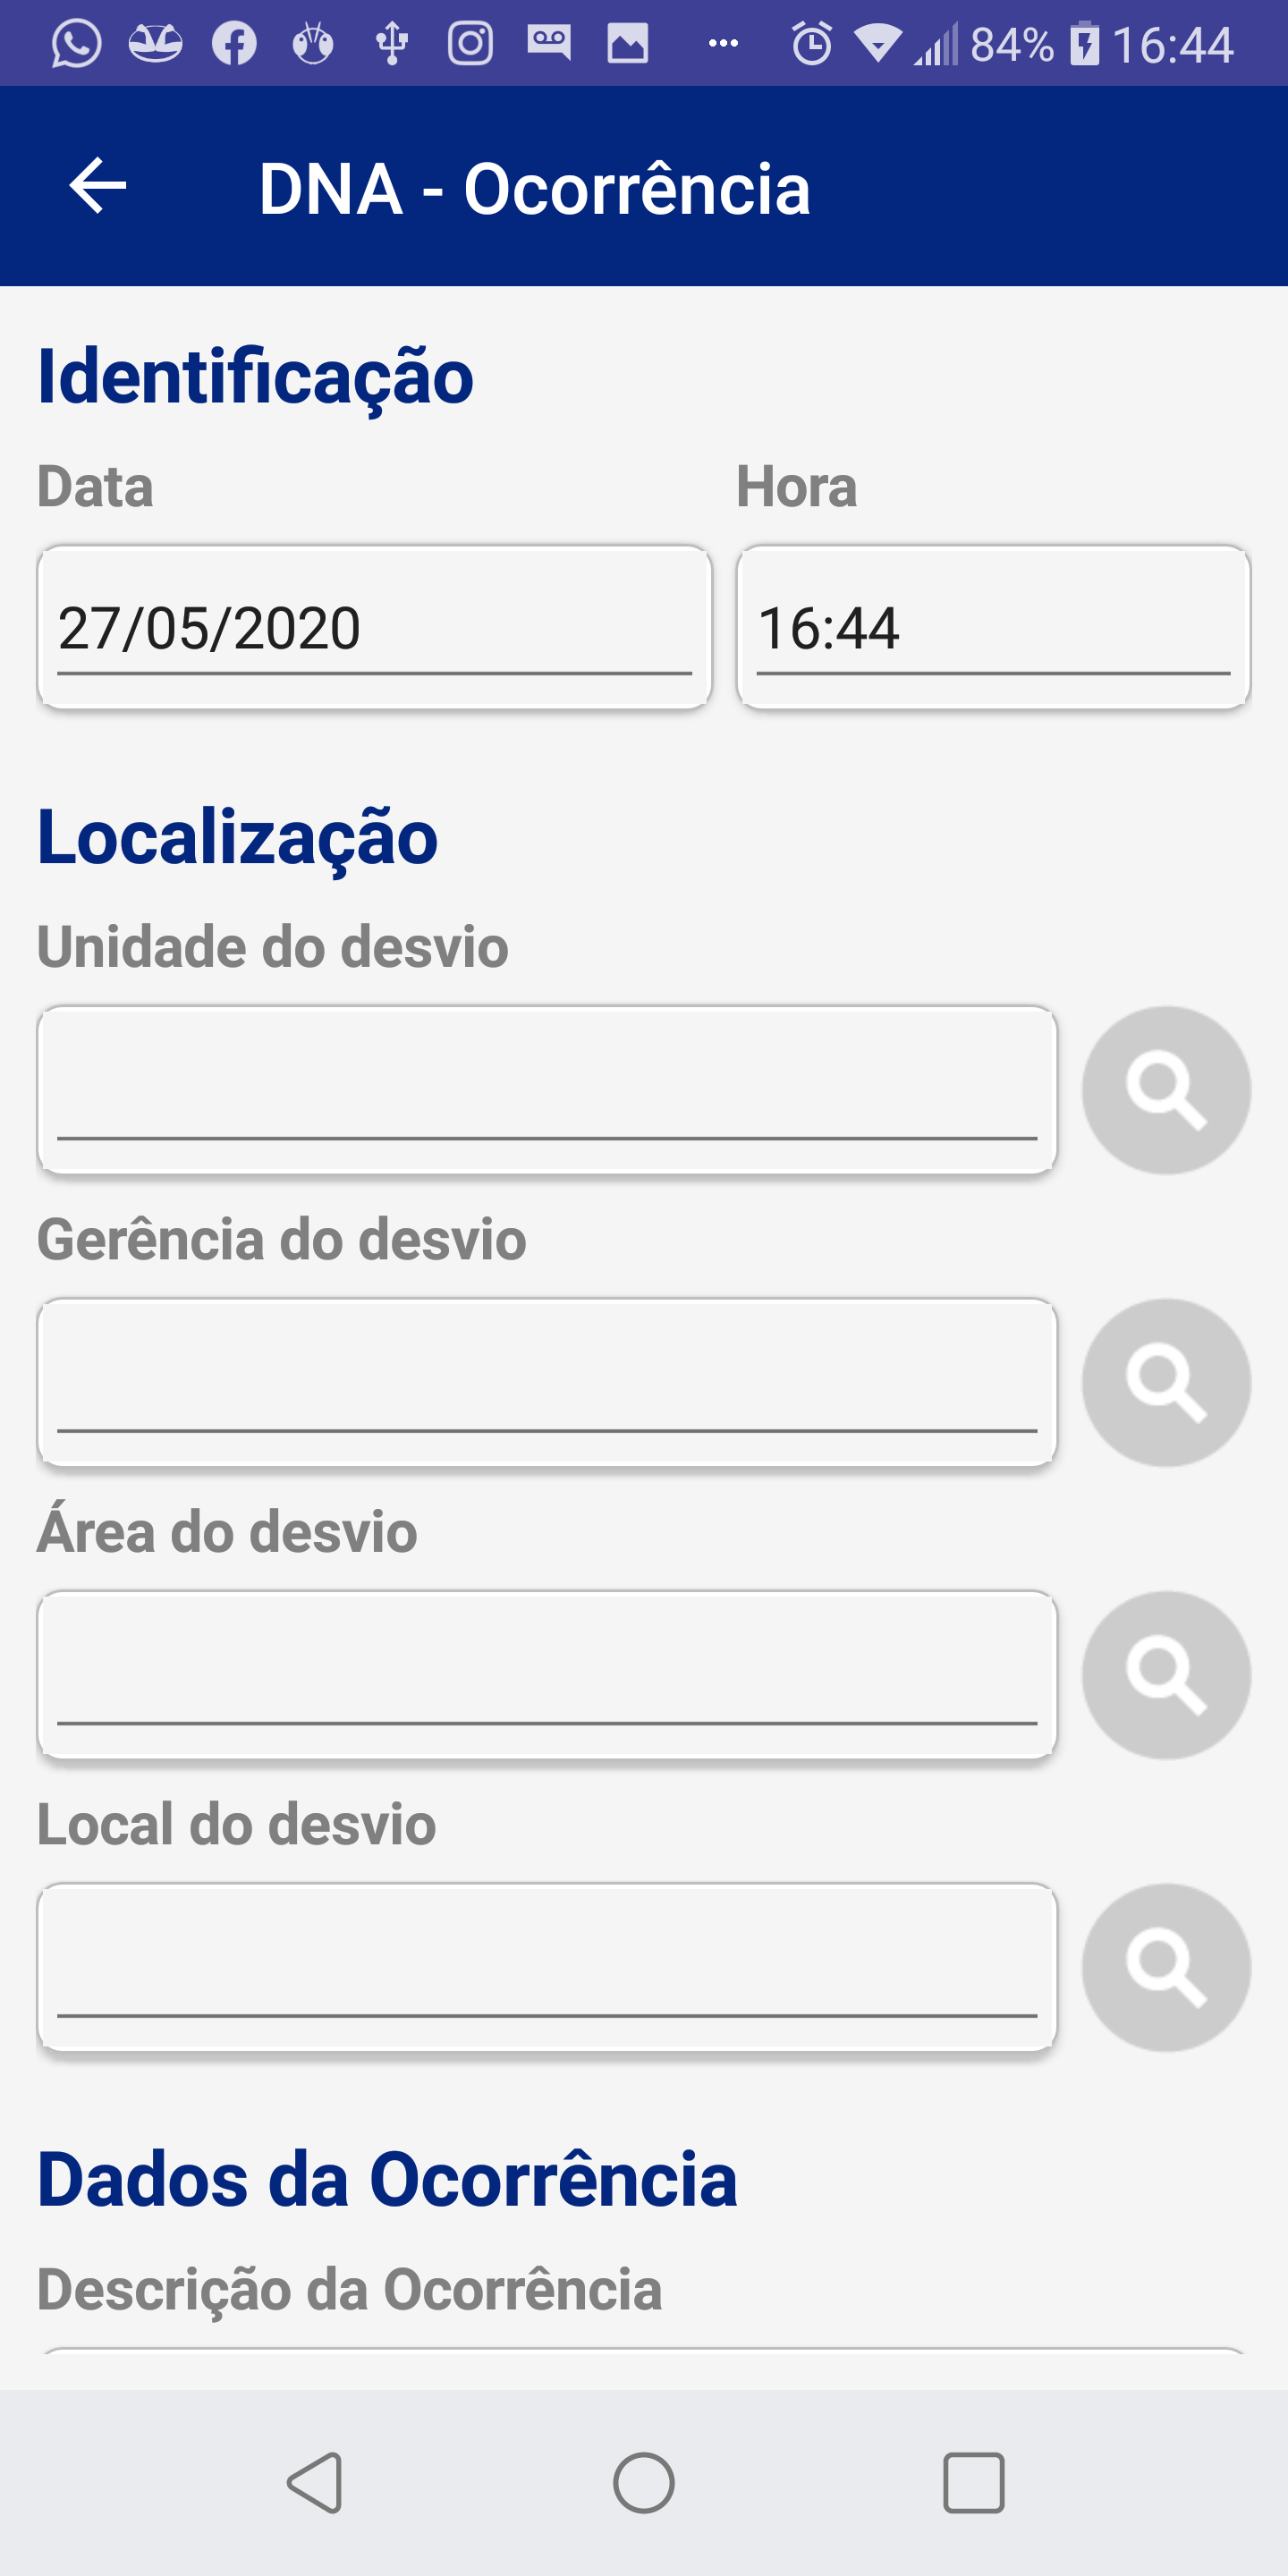 84% 16:44
DNA - Ocorrência
Identificação
Data Hora
27/05/2020 16:44
Localização
Unidade do desvio
Gerência do desvio
Área do desvio
Local do desvio
Dados da Ocorrência
Descrição da Ocorrência